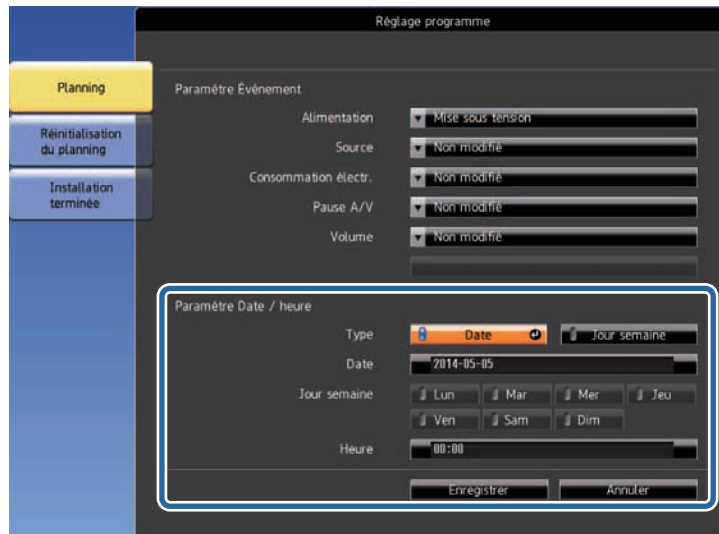 Réglage programme
Planning
Réinitialisation
du planning
Installation
terminée
Paramètre Événement
Alimentation Mise sous tension
Source Non modifié
Consommation électr. Non modifié
Pause A/V Non modifié
Volume Non modifié
Paramètre Date / heure
Type Date Jour semaine
Date 2014-05-05
Jour semaine Lun Mar Mer Jeu
Ven Sam Dim
Heure 00:00
Enregistrer Annuler